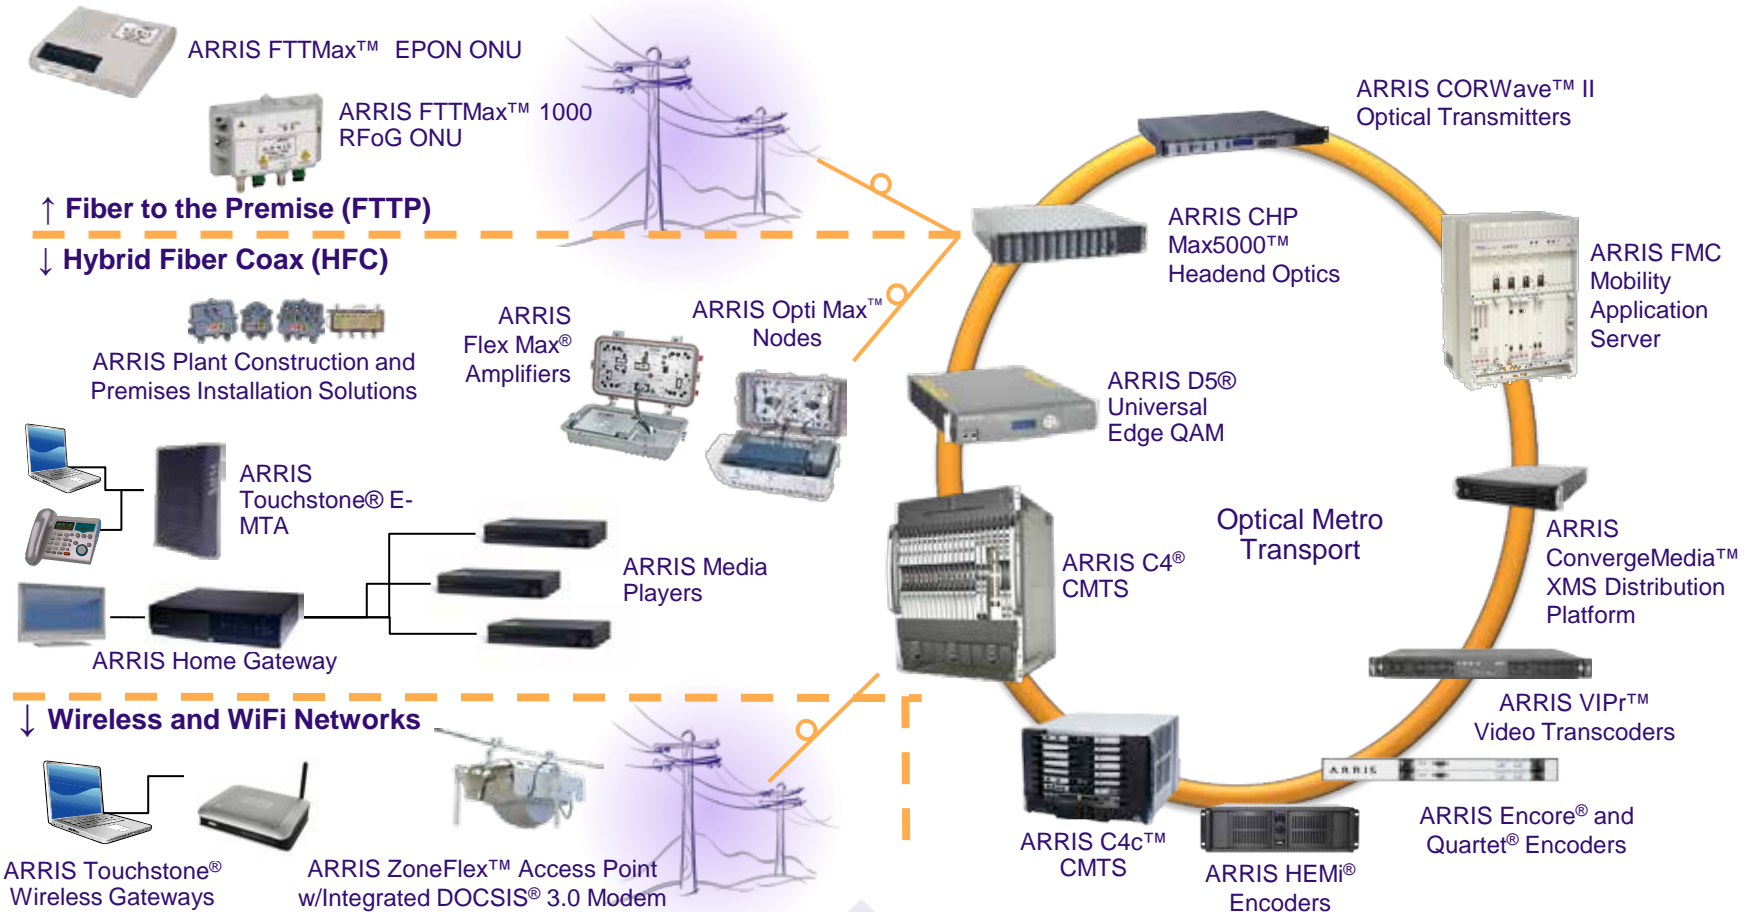 ARRIS FTTMax™ EPON ONU
ARRIS FTTMax™ 1000
RFoG ONU
↑ Fiber to the Premise (FTTP)
↓ Hybrid Fiber Coax (HFC)
ARRIS Plant Construction and
Premises Installation Solutions
ARRIS
Flex Max®
Amplifiers
ARRIS Opti Max™
Nodes
ARRIS
Touchstone® E-
MTA
ARRIS Media
Players
ARRIS Home Gateway
↓ Wireless and WiFi Networks
ARRIS Touchstone®
Wireless Gateways
ARRIS ZoneFlex™ Access Point
w/Integrated DOCSIS® 3.0 Modem
ARRIS CORWave™ II
Optical Transmitters
ARRIS CHP
Max5000™
Headend Optics
ARRIS FMC
Mobility
Application
Server
ARRIS D5®
Universal
Edge QAM
Optical Metro
Transport
ARRIS C4®
CMTS
ARRIS
ConvergeMedia™
XMS Distribution
Platform
ARRIS VIPr™
Video Transcoders
ARRIS
ARRIS Encore® and
Quartet® Encoders
ARRIS C4c™
CMTS
ARRIS HEMi®
Encoders